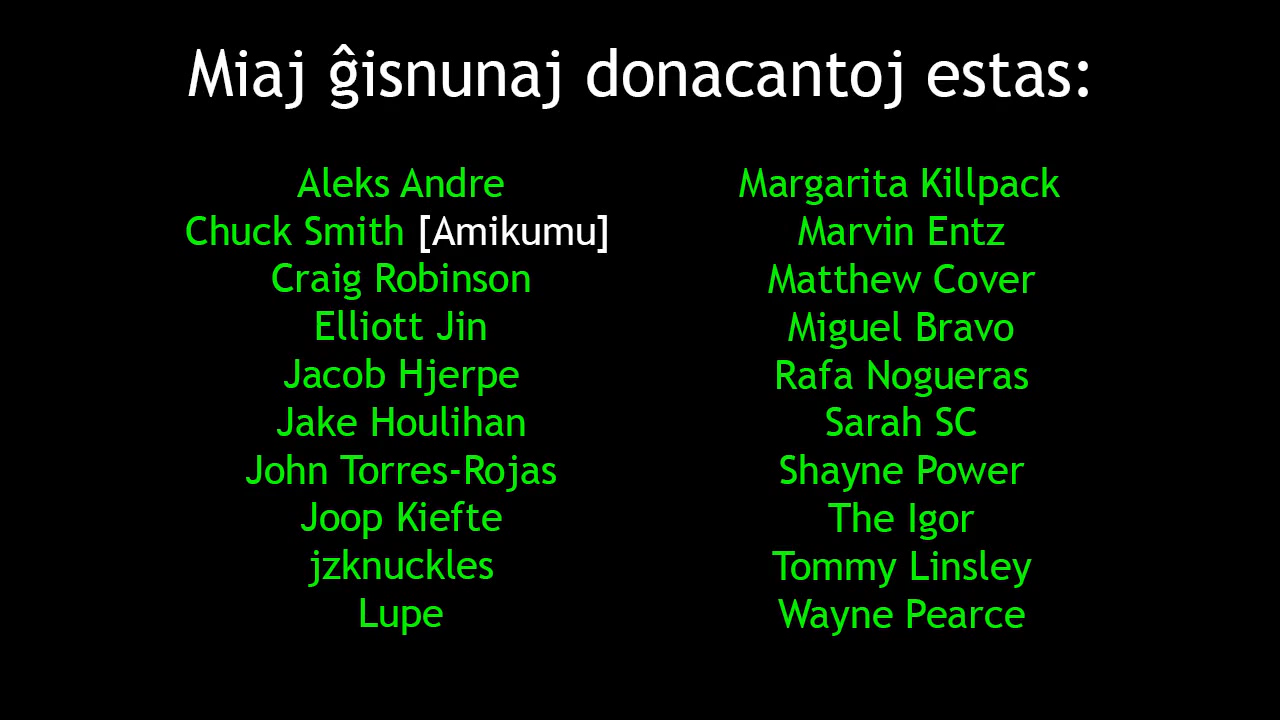 Miaj ĝisnunaj donacantoj estas:
Aleks Andre
Chuck Smith [Amikumu]
Craig Robinson
Elliott Jin
Jacob Hjerpe
Jake Houlihan
John Torres-Rojas
Joop Kiefte
jzknuckles
Lupe
Margarita Killpack
Marvin Entz
Matthew Cover
Miguel Bravo
Rafa Nogueras
Sarah SC
Shayne Power
The Igor
Tommy Linsley
Wayne Pearce